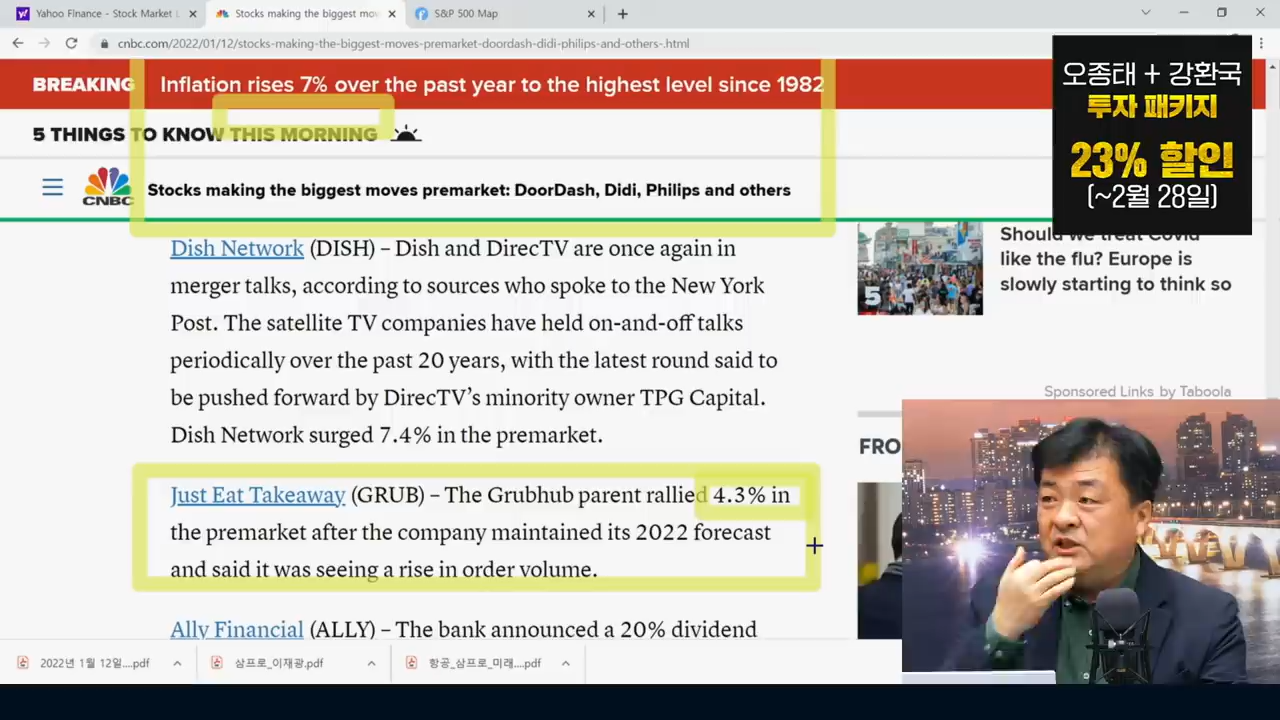 Yahoo Finance - Stock Market L
Stocks making the biggest mov
S&P 500 Map
cnbc.com/2022/01/12/stocks-making-the-biggest-moves-premarket-doordash-didi-philips-and-others-.html
BREAKING
Inflation rises 7% over the past year to the highest level since 1982
5 THINGS TO KNOW THIS MORNING
CNBC
Stocks making the biggest moves premarket: DoorDash, Didi, Philips and others
오종태 + 강환국
투자 패키지
23% 할인
(~2월 28일)
Dish Network (DISH) – Dish and DirecTV are once again in
merger talks, according to sources who spoke to the New York
Post. The satellite TV companies have held on-and-off talks
periodically over the past 20 years, with the latest round said to
be pushed forward by DirecTV's minority owner TPG Capital.
Dish Network surged 7.4% in the premarket.
Just Eat Takeaway (GRUB) – The Grubhub parent rallied 4.3% in
the premarket after the company maintained its 2022 forecast
and said it was seeing a rise in order volume.
Ally Financial (ALLY) – The bank announced a 20% dividend
5
Should we treat Covid
like the flu? Europe is
slowly starting to think so
Sponsored Links by Taboola
FRO
2022년 1월 12일....pdf
삼프로_이재광.pdf
항공_삼프로_미래....pdf